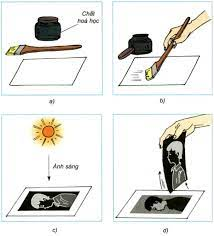 Chất
hoá học
a)
b)
Ánh sáng
c)
d)